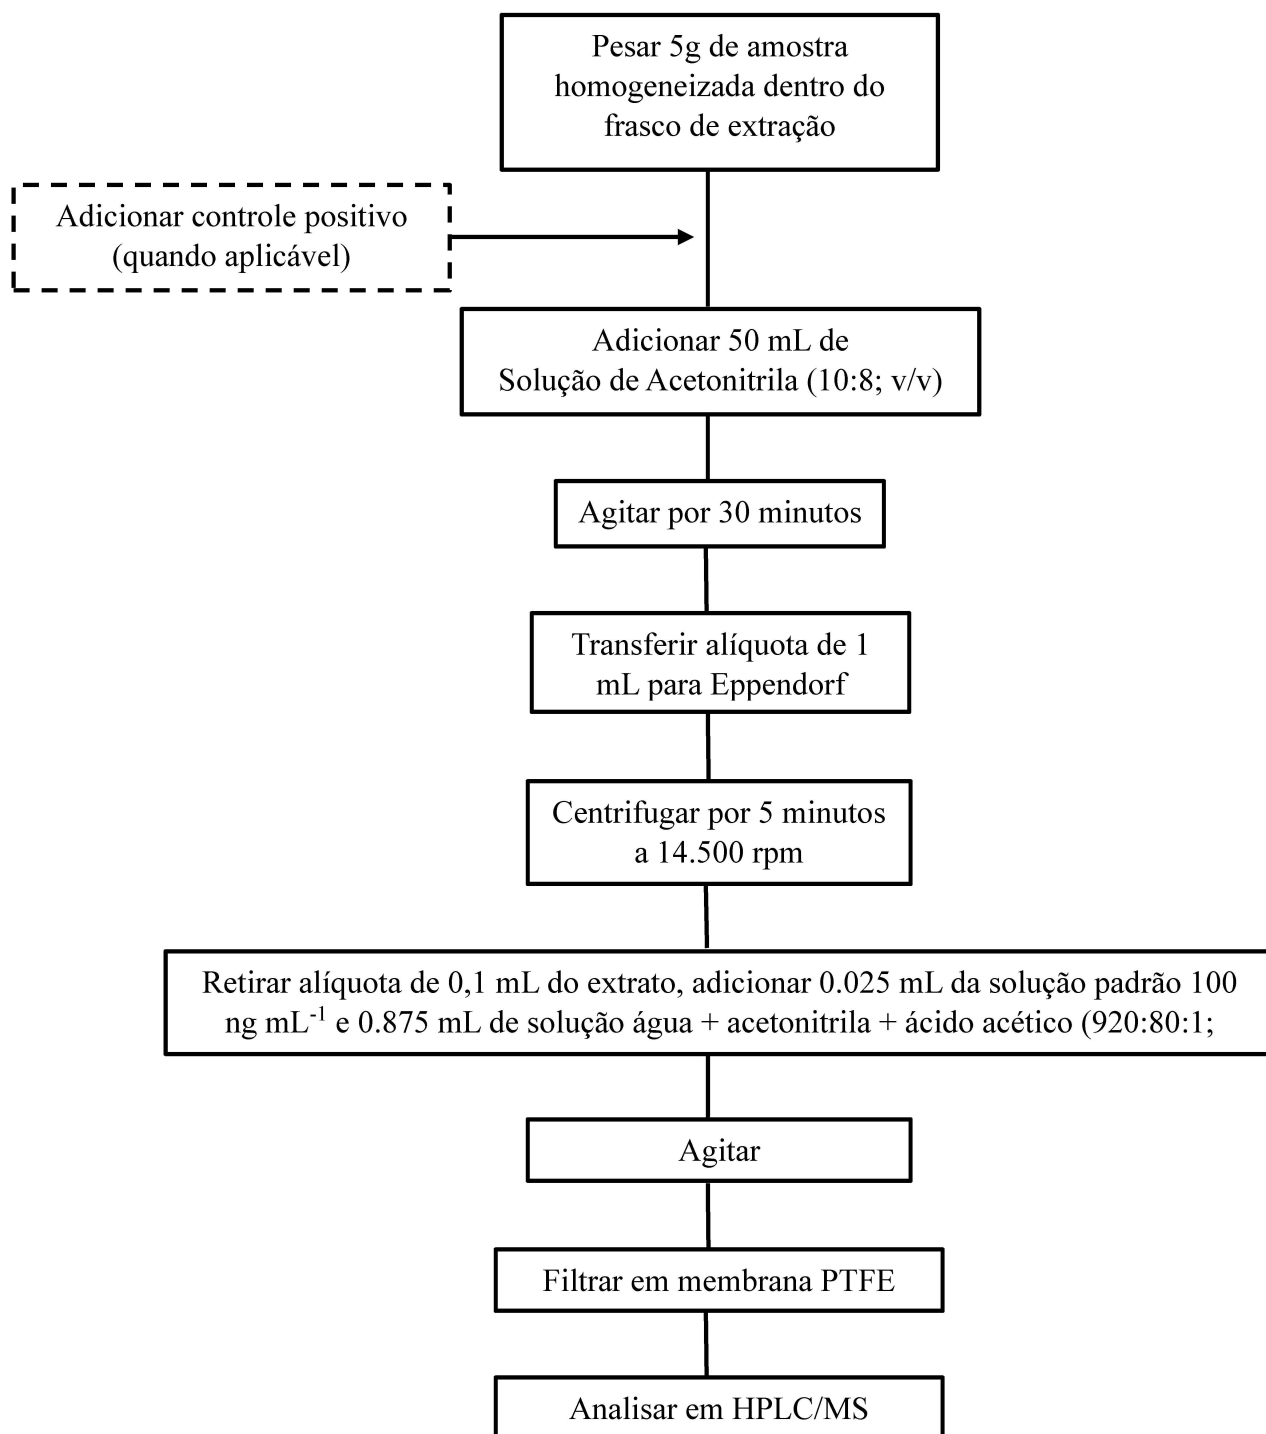 Pesar 5g de amostra
homogeneizada dentro do
frasco de extração
Adicionar controle positivo
(quando aplicável)
Adicionar 50 mL de
Solução de Acetonitrila (10:8; v/v)
Agitar por 30 minutos
Transferir alíquota de 1
mL para Eppendorf
Centrifugar por 5 minutos
a 14.500 rpm
Retirar alíquota de 0,1 mL do extrato, adicionar 0.025 mL da solução padrão 100
ng mL⁻¹ e 0.875 mL de solução água + acetonitrila + ácido acético (920:80:1;
Agitar
Filtrar em membrana PTFE
Analisar em HPLC/MS